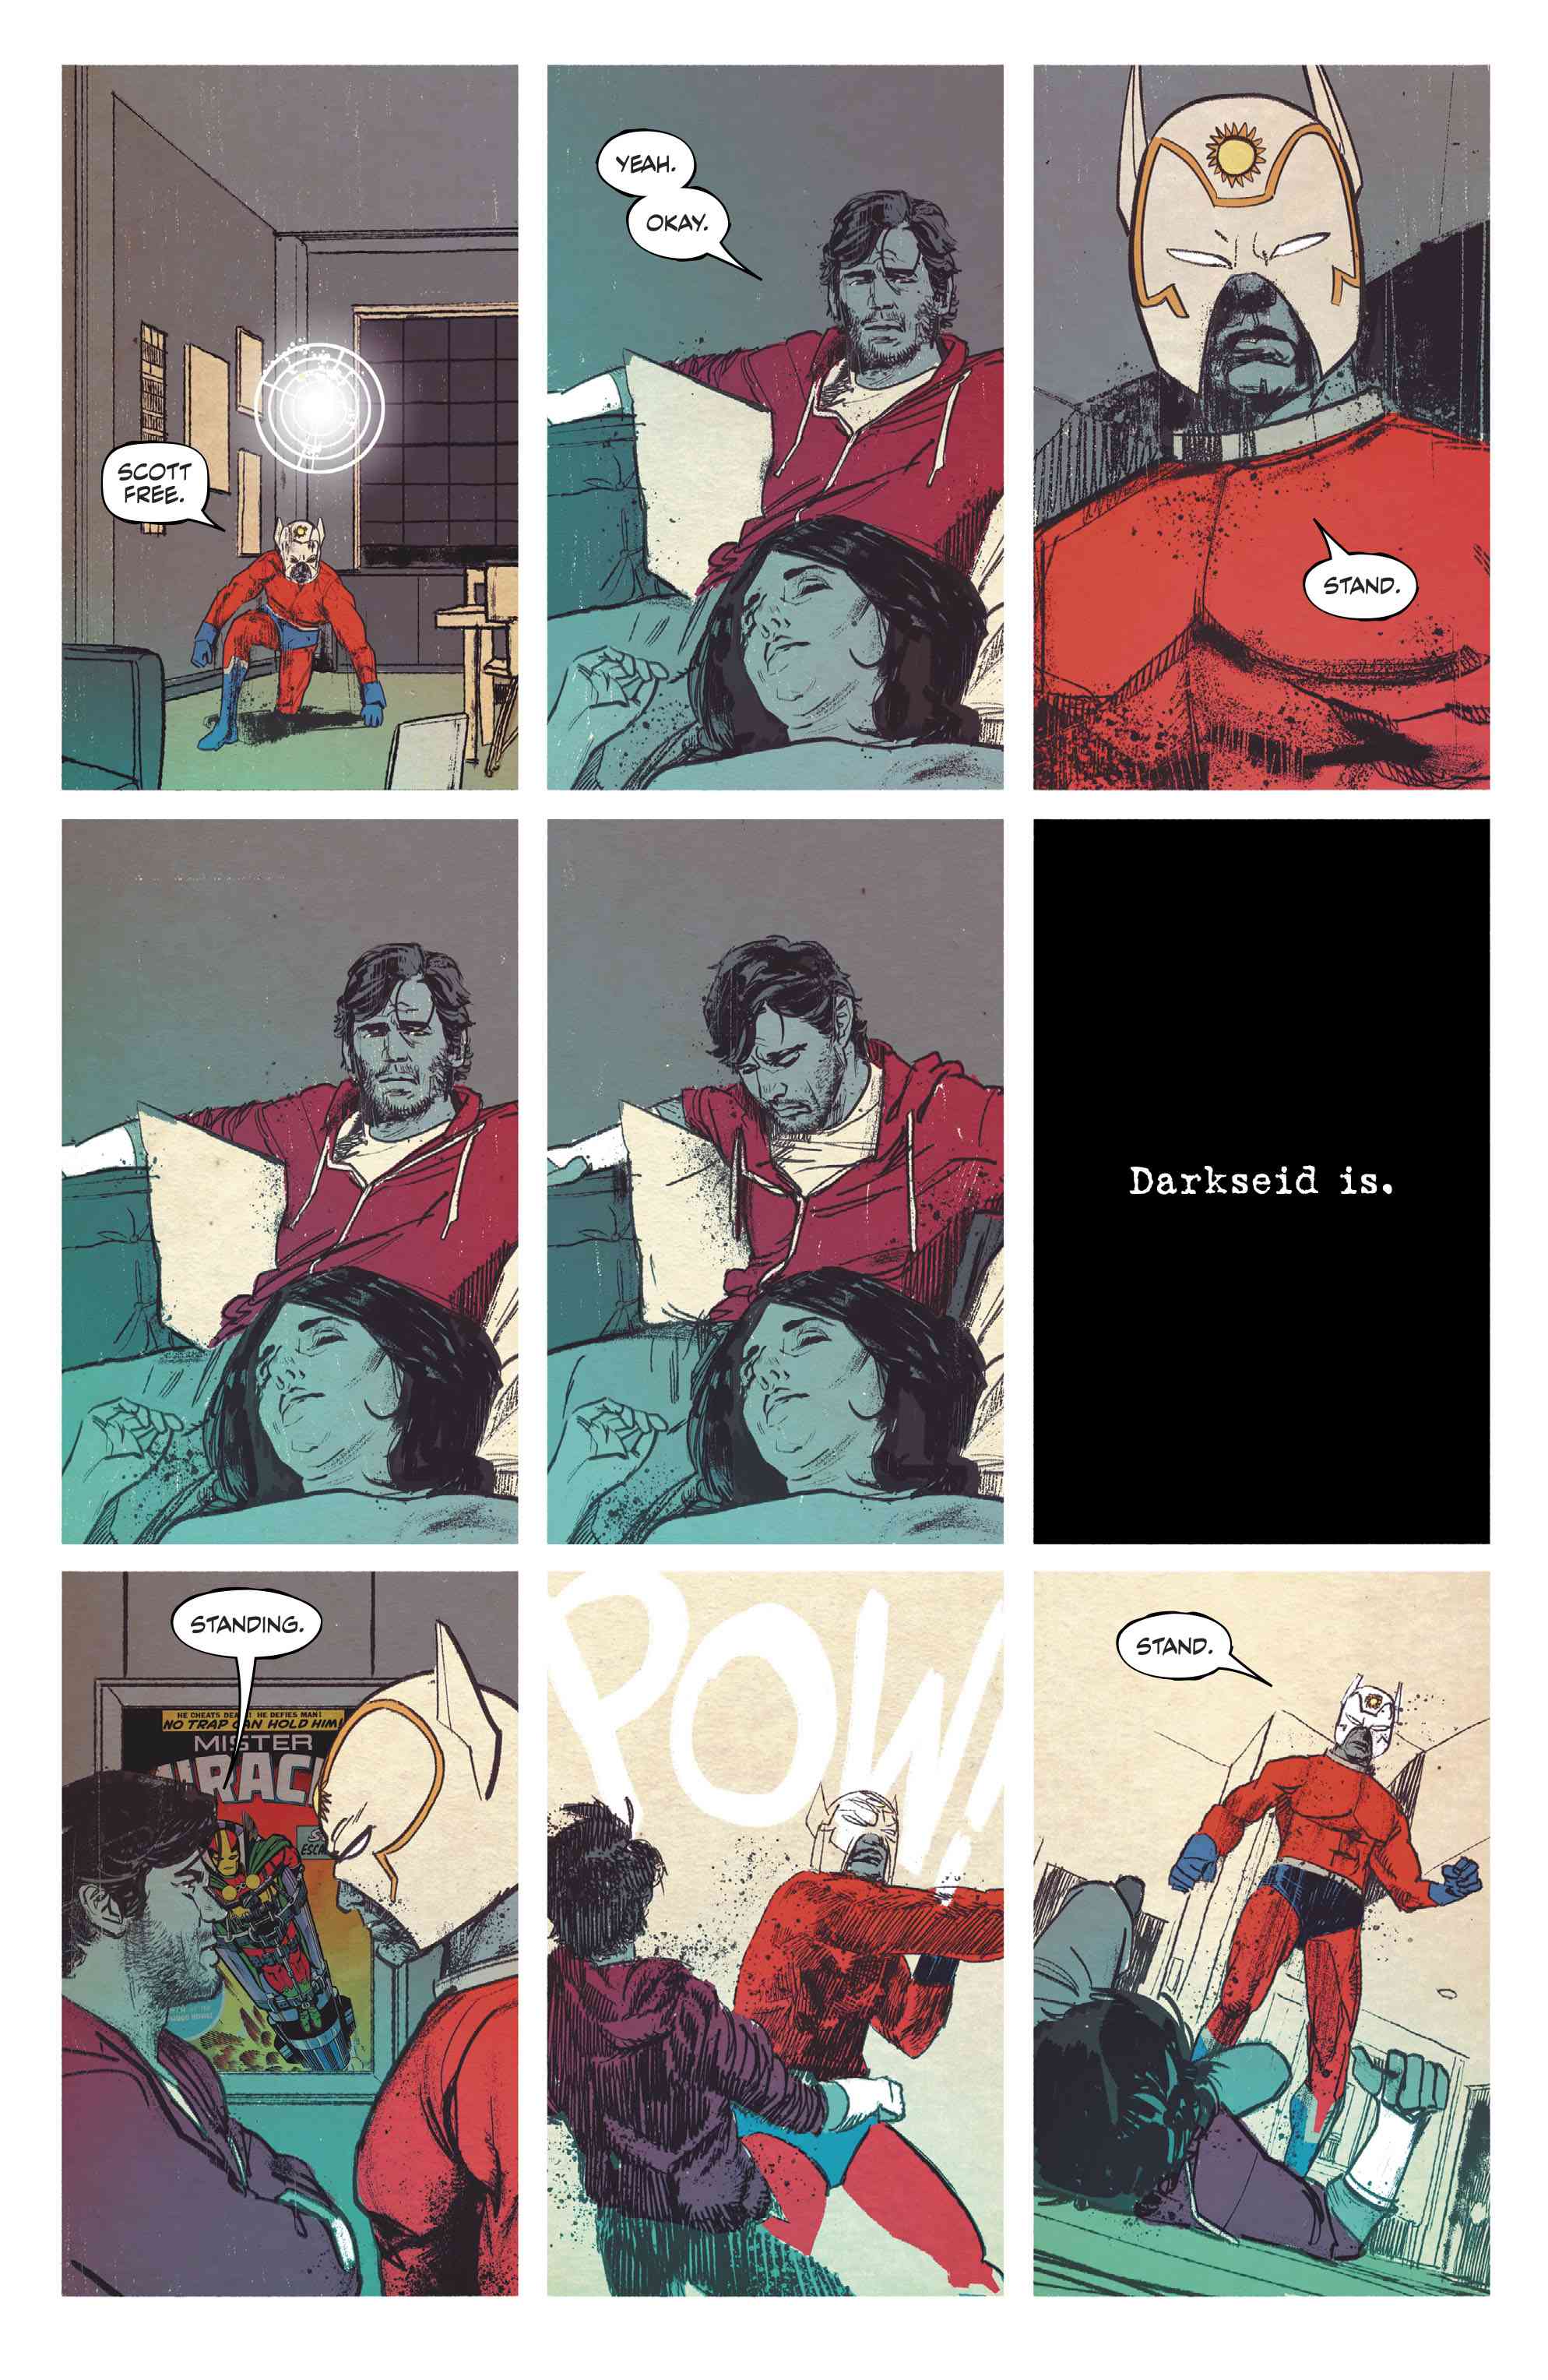 SCOTT
FREE.
YEAH.
OKAY.
STAND.
Darkseid is.
STANDING.
HE CHEATS DEATH! HE DEFIES MAN!
NO TRAP CAN HOLD HIM!
MISTER
POW!
STAND.